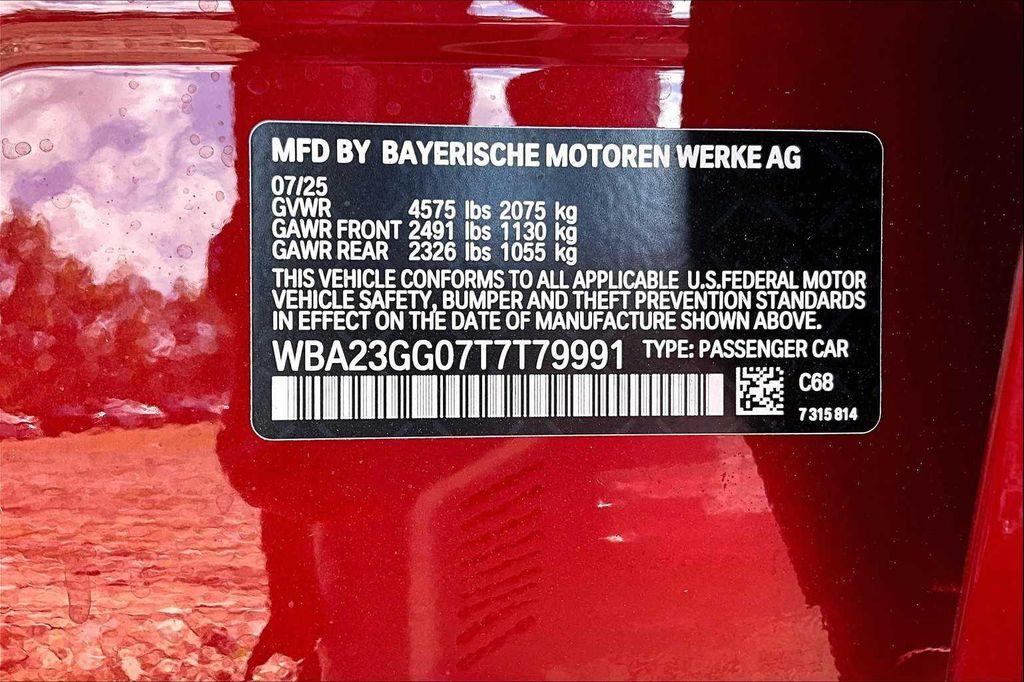 MFD BY BAYERISCHE MOTOREN WERKE AG
07/25
GVWR 4575 lbs 2075 kg
GAWR FRONT 2491 lbs 1130 kg
GAWR REAR 2326 lbs 1055 kg
THIS VEHICLE CONFORMS TO ALL APPLICABLE U.S.FEDERAL MOTOR
VEHICLE SAFETY, BUMPER AND THEFT PREVENTION STANDARDS
IN EFFECT ON THE DATE OF MANUFACTURE SHOWN ABOVE.
WBA23GG07T7T79991 TYPE: PASSENGER CAR
C68
7 315 814